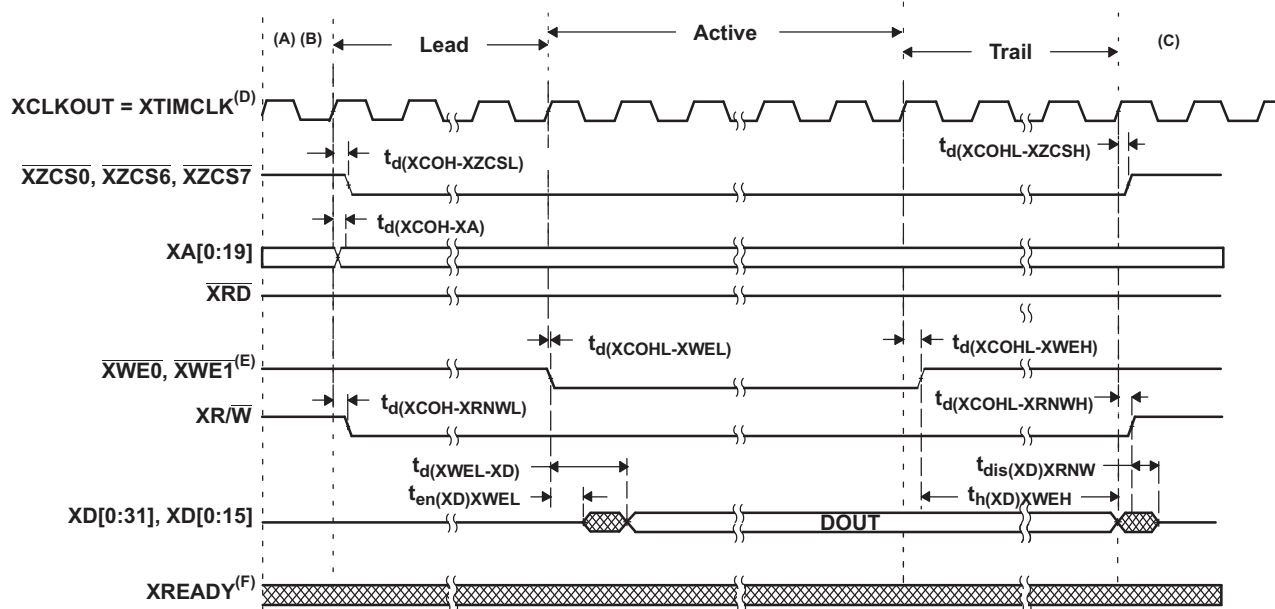 (A) (B)
Lead
Active
Trail
(C)
XCLKOUT = XTIMCLK(D)
td(XCOH-XZCSL)
td(XCOHL-XZCSH)
XZCS0, XZCS6, XZCS7
td(XCOH-XA)
XA[0:19]
XRD
td(XCOHL-XWEL)
td(XCOHL-XWEH)
XWE0, XWE1(E)
td(XCOH-XRNWL)
td(XCOHL-XRNWH)
XR/W
td(XWEL-XD)
tdis(XD)XRNW
ten(XD)XWEL
th(XD)XWEH
XD[0:31], XD[0:15]
DOUT
XREADY(F)